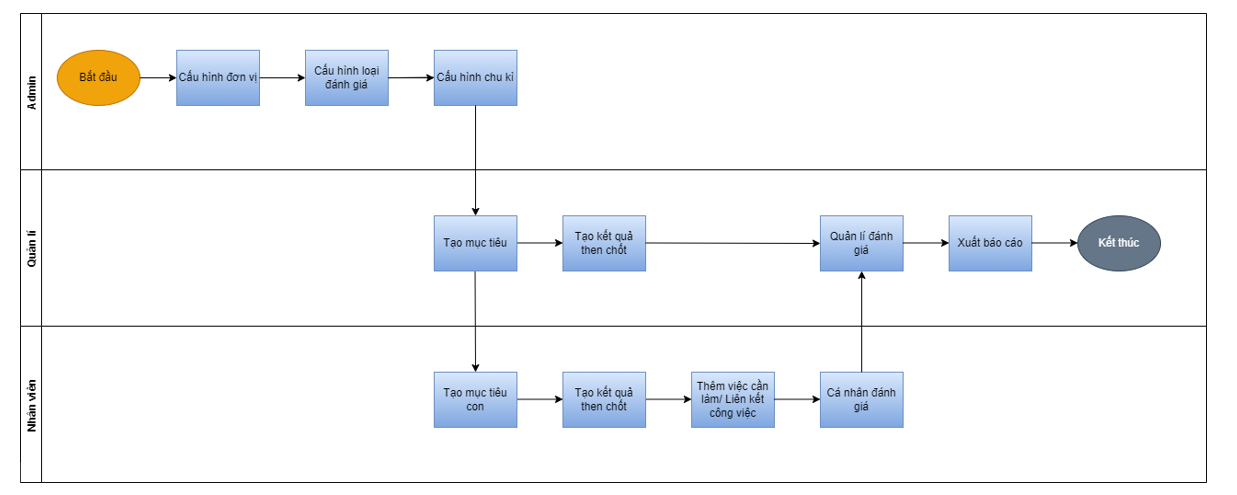 Admin
Bắt đầu
Cấu hình đơn vị
Cấu hình loại
đánh giá
Cấu hình chu kì
Quản lí
Tạo mục tiêu
Tạo kết quả
then chốt
Quản lí đánh
giá
Xuất báo cáo
Kết thúc
Nhân viên
Tạo mục tiêu
con
Tạo kết quả
then chốt
Thêm việc cần
làm/ Liên kết
công việc
Cá nhân đánh
giá